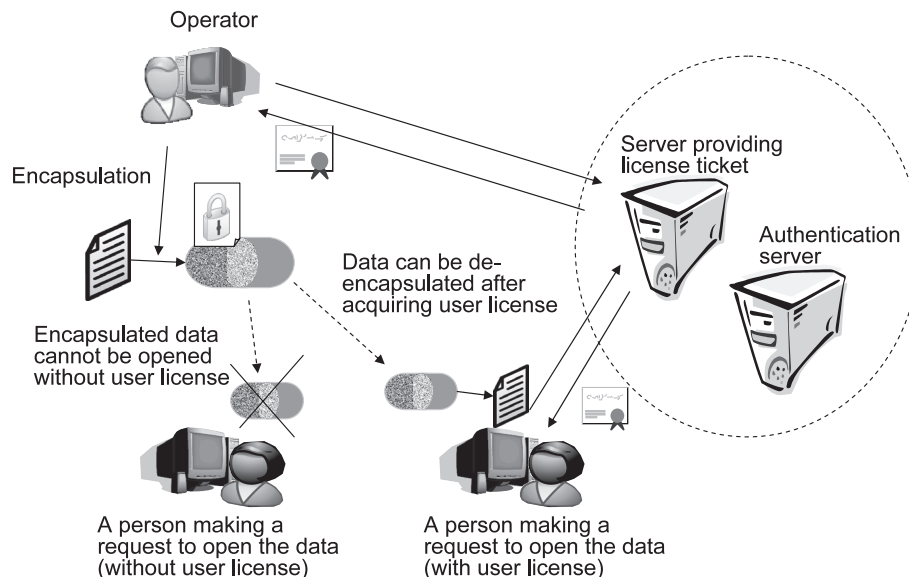 Operator
Server providing
license ticket
Encapsulation
Authentication
server
Data can be de-
encapsulated after
acquiring user license
Encapsulated data
cannot be opened
without user license
A person making a
request to open the data
(without user license)
A person making a
request to open the data
(with user license)